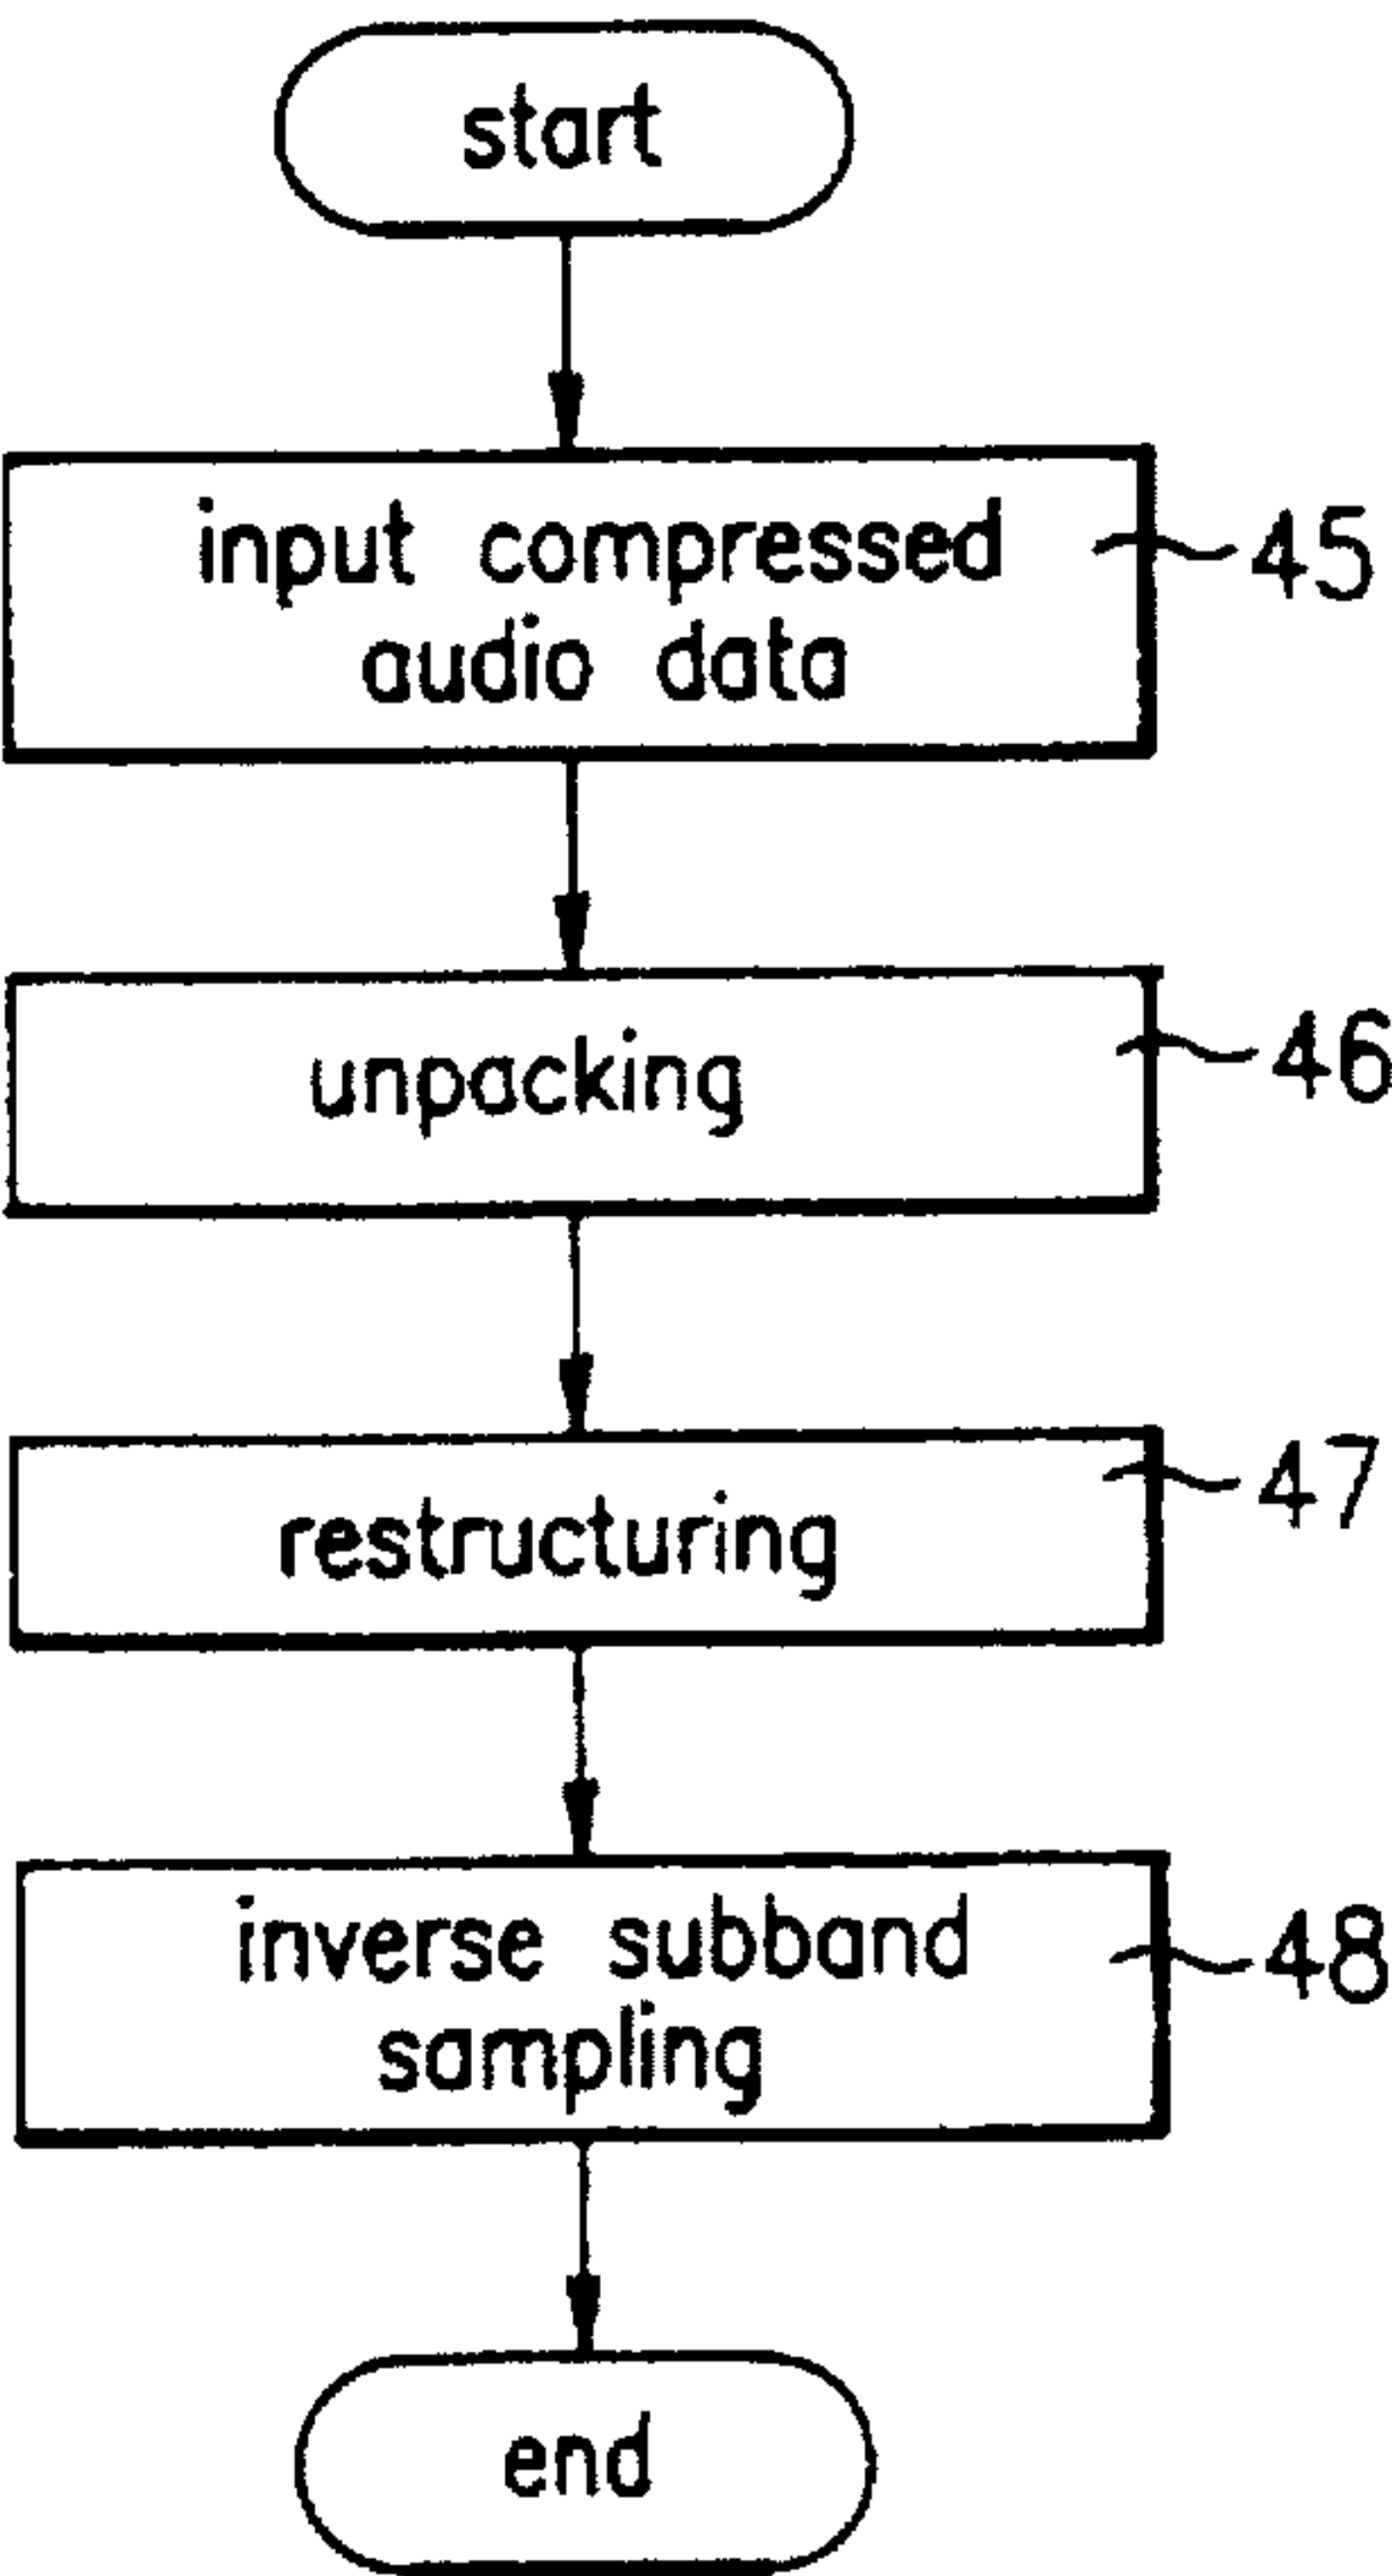 start
input compressed
audio data
45
unpacking
46
restructuring
47
inverse subband
sampling
48
end